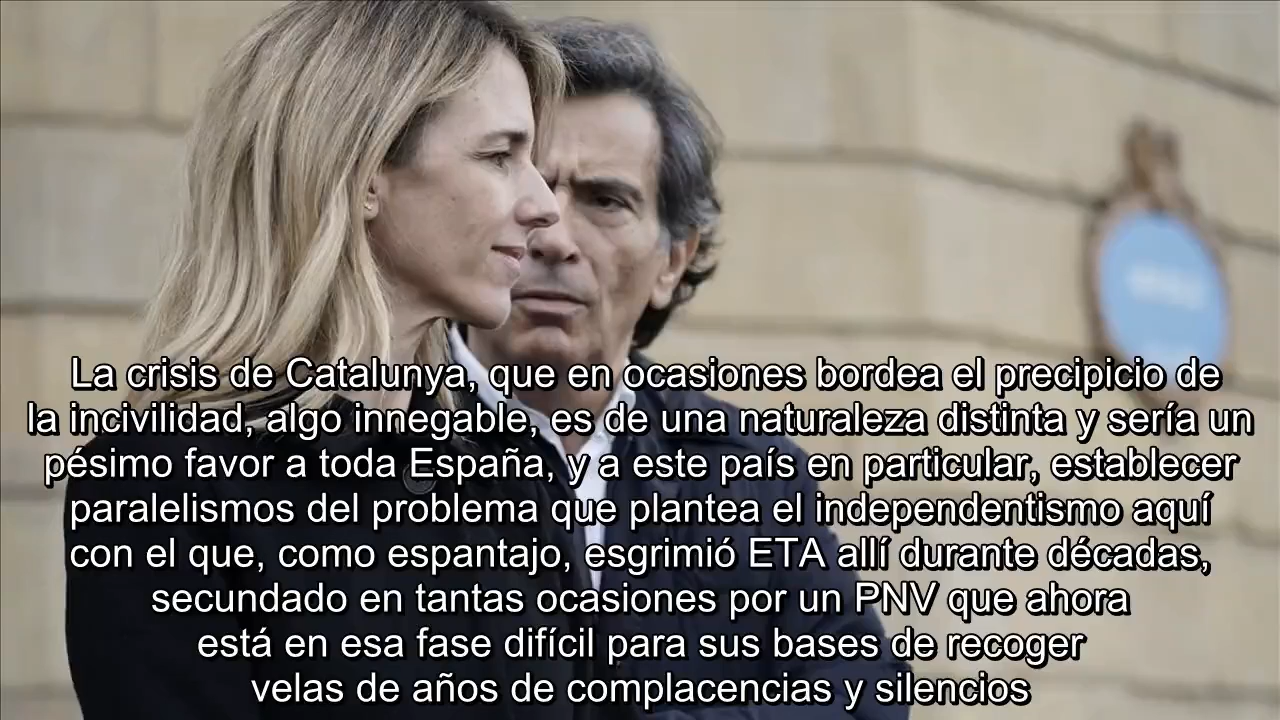 La crisis de Catalunya, que en ocasiones bordea el precipicio de
la incivilidad, algo innegable, es de una naturaleza distinta y sería un
pésimo favor a toda España, y a este país en particular, establecer
paralelismos del problema que plantea el independentismo aquí
con el que, como espantajo, esgrimió ETA allí durante décadas,
secundado en tantas ocasiones por un PNV que ahora
está en esa fase difícil para sus bases de recoger
velas de años de complacencias y silencios